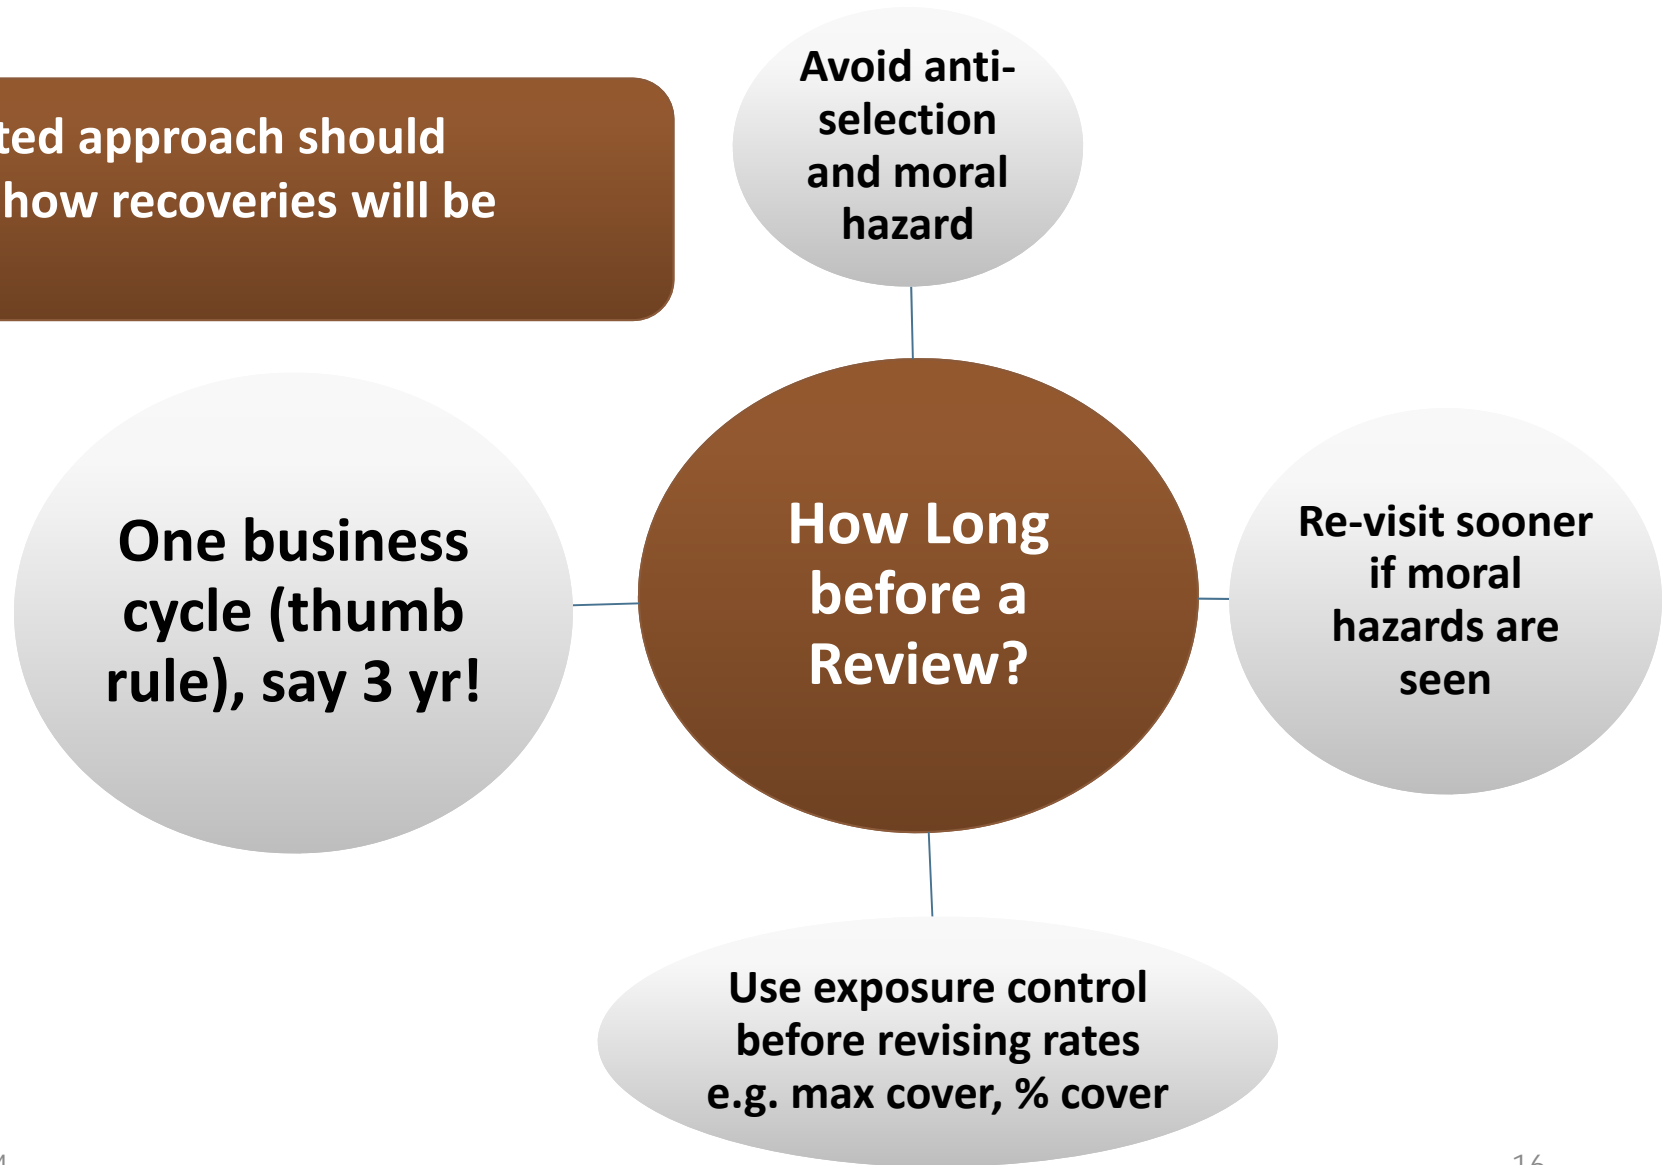 approach should
how recoveries will be
Avoid anti-
selection
and moral
hazard
One business
cycle (thumb
rule), say 3 yr!
How Long
before a
Review?
Re-visit sooner
if moral
hazards are
seen
Use exposure control
before revising rates
e.g. max cover, % cover
16